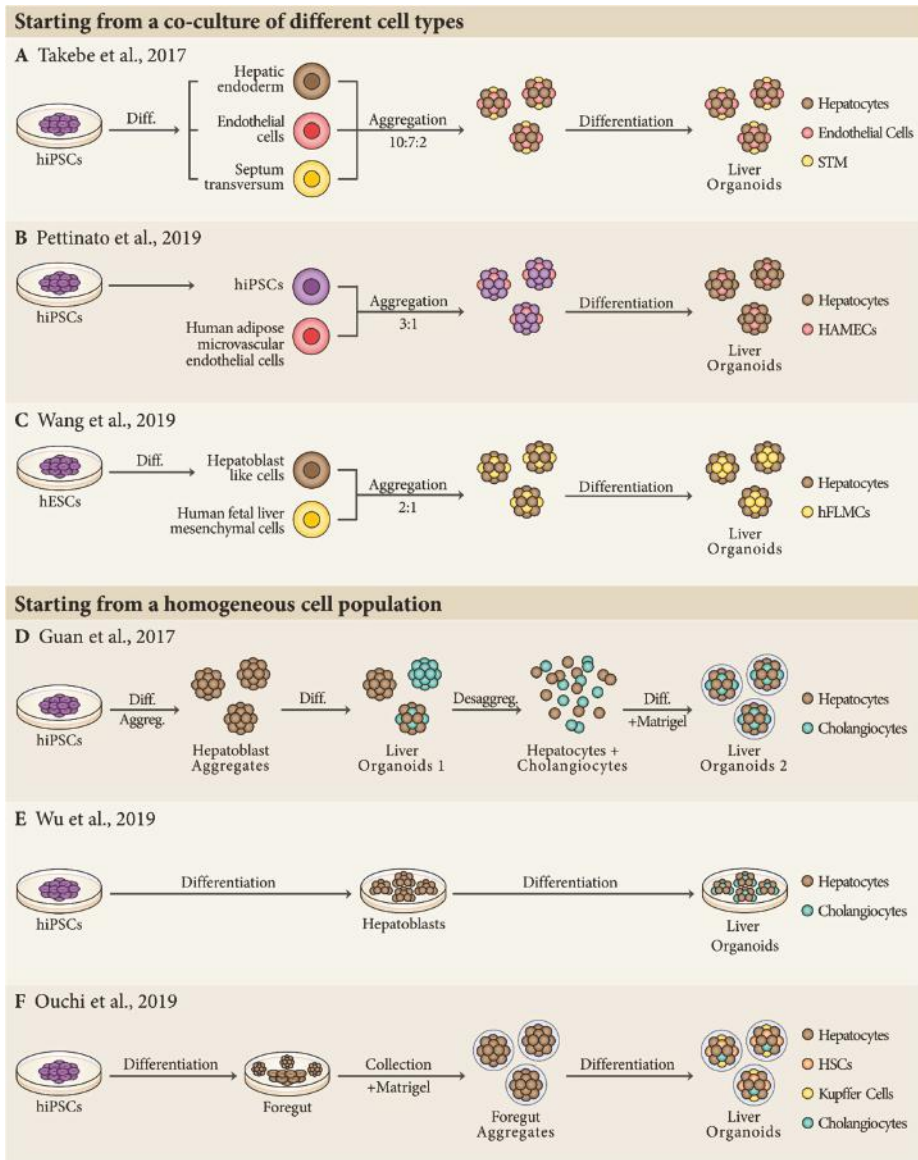 Starting from a co-culture of different cell types
A Takebe et al., 2017
hiPSCs
Diff.
Hepatic
endoderm
Endothelial
cells
Septum
transversum
Aggregation
10:7:2
Differentiation
Liver
Organoids
Hepatocytes
Endothelial Cells
STM
B Pettinato et al., 2019
hiPSCs
hiPSCs
Human adipose
microvascular
endothelial cells
Aggregation
3:1
Differentiation
Liver
Organoids
Hepatocytes
HAMECs
C Wang et al., 2019
hESCs
Diff.
Hepatoblast
like cells
Human fetal liver
mesenchymal cells
Aggregation
2:1
Differentiation
Liver
Organoids
Hepatocytes
hFLMCs
Starting from a homogeneous cell population
D Guan et al., 2017
hiPSCs
Diff.
Aggreg.
Hepatoblast
Aggregates
Diff.
Liver
Organoids 1
Desaggreg.
Hepatocytes +
Cholangiocytes
Diff.
+Matrigel
Liver
Organoids 2
Hepatocytes
Cholangiocytes
E Wu et al., 2019
hiPSCs
Differentiation
Hepatoblasts
Differentiation
Liver
Organoids
Hepatocytes
Cholangiocytes
F Ouchi et al., 2019
hiPSCs
Differentiation
Foregut
Collection
+Matrigel
Foregut
Aggregates
Differentiation
Liver
Organoids
Hepatocytes
HSCs
Kupffer Cells
Cholangiocytes